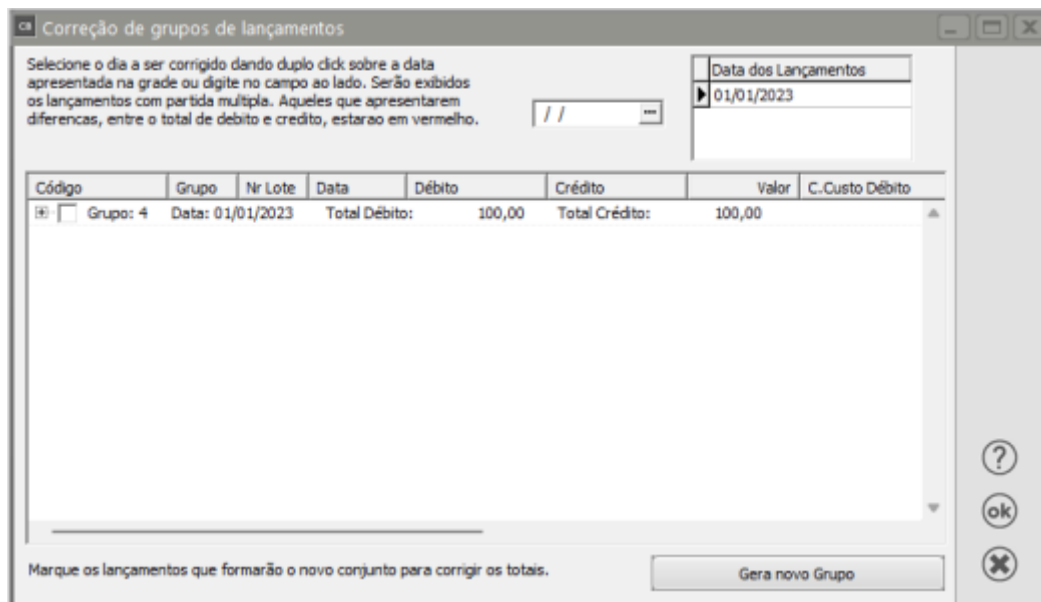 CB Correção de grupos de lançamentos
Selecione o dia a ser corrigido dando duplo click sobre a data
apresentada na grade ou digite no campo ao lado. Serão exibidos
os lançamentos com partida multipla. Aqueles que apresentarem
diferencas, entre o total de debito e credito, estarao em vermelho.
/ /
Data dos Lançamentos
01/01/2023
Código Grupo Nr Lote Data Débito Crédito Valor C.Custo Débito
Grupo: 4 Data: 01/01/2023 Total Débito: 100,00 Total Crédito: 100,00
?
ok
Marque os lançamentos que formarão o novo conjunto para corrigir os totais.
Gera novo Grupo